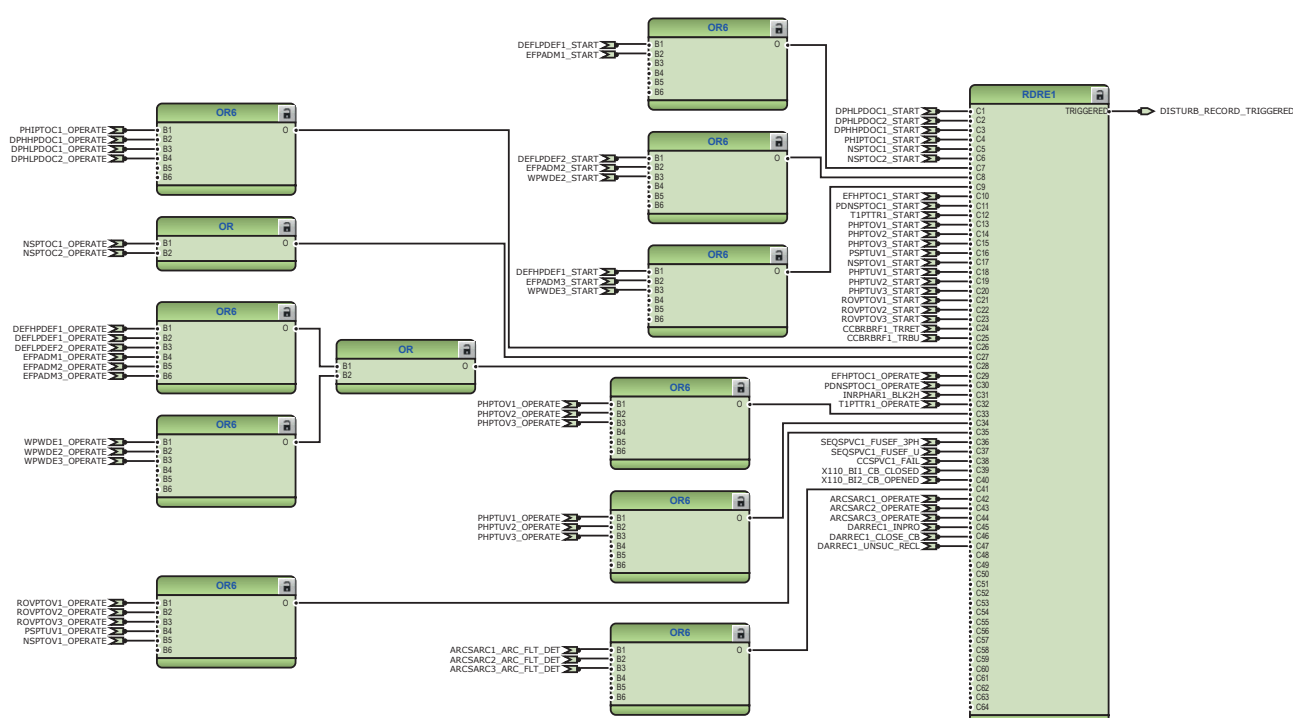 OR6
DEFLPDEF1_START
EFPADM1_START
B1 O
B2
B3
B4
B5
B6
OR6
PHIPTOC1_OPERATE
DPHHPDOC1_OPERATE
DPHLPDOC1_OPERATE
DPHLPDOC2_OPERATE
B1 O
B2
B3
B4
B5
B6
OR6
DEFLPDEF2_START
EFPADM2_START
WPWDE2_START
B1 O
B2
B3
B4
B5
B6
OR
NSPTOC1_OPERATE
NSPTOC2_OPERATE
B1 O
B2
OR6
DEFHPDEF1_START
EFPADM3_START
WPWDE3_START
B1 O
B2
B3
B4
B5
B6
OR6
DEFHPDEF1_OPERATE
DEFLPDEF1_OPERATE
DEFLPDEF2_OPERATE
EFPADM1_OPERATE
EFPADM2_OPERATE
EFPADM3_OPERATE
B1 O
B2
B3
B4
B5
B6
OR
B1 O
B2
OR6
WPWDE1_OPERATE
WPWDE2_OPERATE
WPWDE3_OPERATE
B1 O
B2
B3
B4
B5
B6
OR6
PHPTOV1_OPERATE
PHPTOV2_OPERATE
PHPTOV3_OPERATE
B1 O
B2
B3
B4
B5
B6
OR6
PHPTUV1_OPERATE
PHPTUV2_OPERATE
PHPTUV3_OPERATE
B1 O
B2
B3
B4
B5
B6
OR6
ROVPTOV1_OPERATE
ROVPTOV2_OPERATE
ROVPTOV3_OPERATE
PSPTUV1_OPERATE
NSPTOV1_OPERATE
B1 O
B2
B3
B4
B5
B6
OR6
ARCSARC1_ARC_FLT_DET
ARCSARC2_ARC_FLT_DET
ARCSARC3_ARC_FLT_DET
B1 O
B2
B3
B4
B5
B6
RDRE1
DPHLPDOC1_START C1 TRIGGERED DISTURB_RECORD_TRIGGERED
DPHLPDOC2_START C2
DPHHPDOC1_START C3
PHIPTOC1_START C4
NSPTOC1_START C5
NSPTOC2_START C6
C7
C8
C9
EFHPTOC1_START C10
PDNSPTOC1_START C11
T1PTTR1_START C12
PHPTOV1_START C13
PHPTOV2_START C14
PHPTOV3_START C15
PSPTUV1_START C16
NSPTOV1_START C17
PHPTUV1_START C18
PHPTUV2_START C19
PHPTUV3_START C20
ROVPTOV1_START C21
ROVPTOV2_START C22
ROVPTOV3_START C23
CCBRBRF1_TRRET C24
CCBRBRF1_TRBU C25
C26
C27
C28
EFHPTOC1_OPERATE C29
PDNSPTOC1_OPERATE C30
INRPHAR1_BLK2H C31
T1PTTR1_OPERATE C32
C33
C34
C35
SEQSPVC1_FUSEF_3PH C36
SEQSPVC1_FUSEF_U C37
CCSPVC1_FAIL C38
X110_BI1_CB_CLOSED C39
X110_BI2_CB_OPENED C40
C41
ARCSARC1_OPERATE C42
ARCSARC2_OPERATE C43
ARCSARC3_OPERATE C44
DARREC1_INPRO C45
DARREC1_CLOSE_CB C46
DARREC1_UNSUC_RECL C47
C48
C49
C50
C51
C52
C53
C54
C55
C56
C57
C58
C59
C60
C61
C62
C63
C64